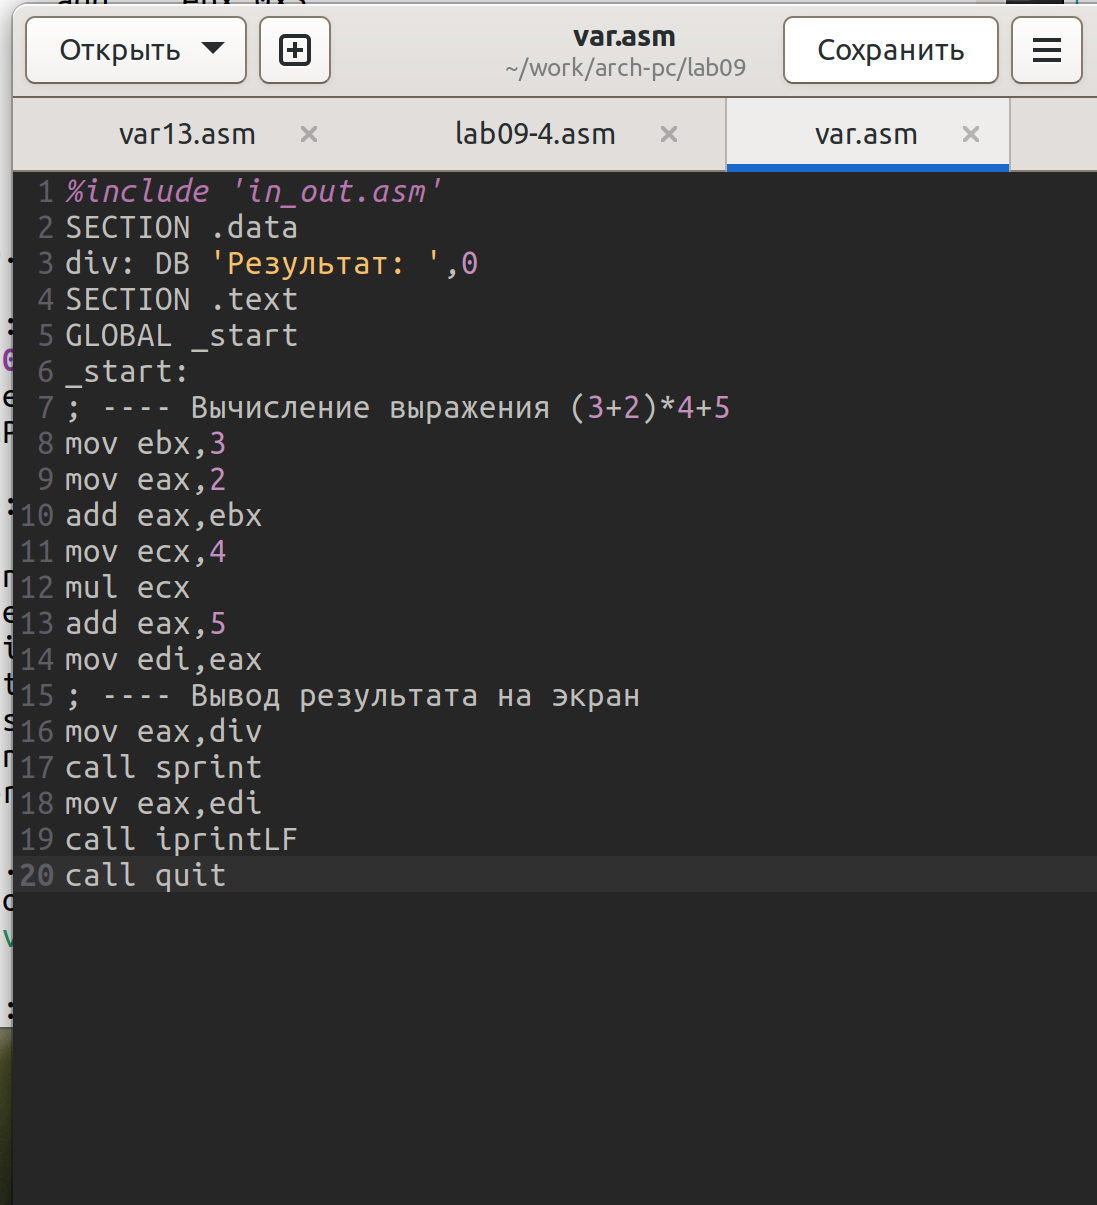 Открыть
var.asm
~/work/arch-pc/lab09
Сохранить
var13.asm
lab09-4.asm
var.asm
1 %include 'in_out.asm'
2 SECTION .data
3 div: DB 'Результат: ',0
4 SECTION .text
5 GLOBAL _start
6 _start:
7 ; ---- Вычисление выражения (3+2)*4+5
8 mov ebx,3
9 mov eax,2
10 add eax,ebx
11 mov ecx,4
12 mul ecx
13 add eax,5
14 mov edi,eax
15 ; ---- Вывод результата на экран
16 mov eax,div
17 call sprint
18 mov eax,edi
19 call iprintLF
20 call quit